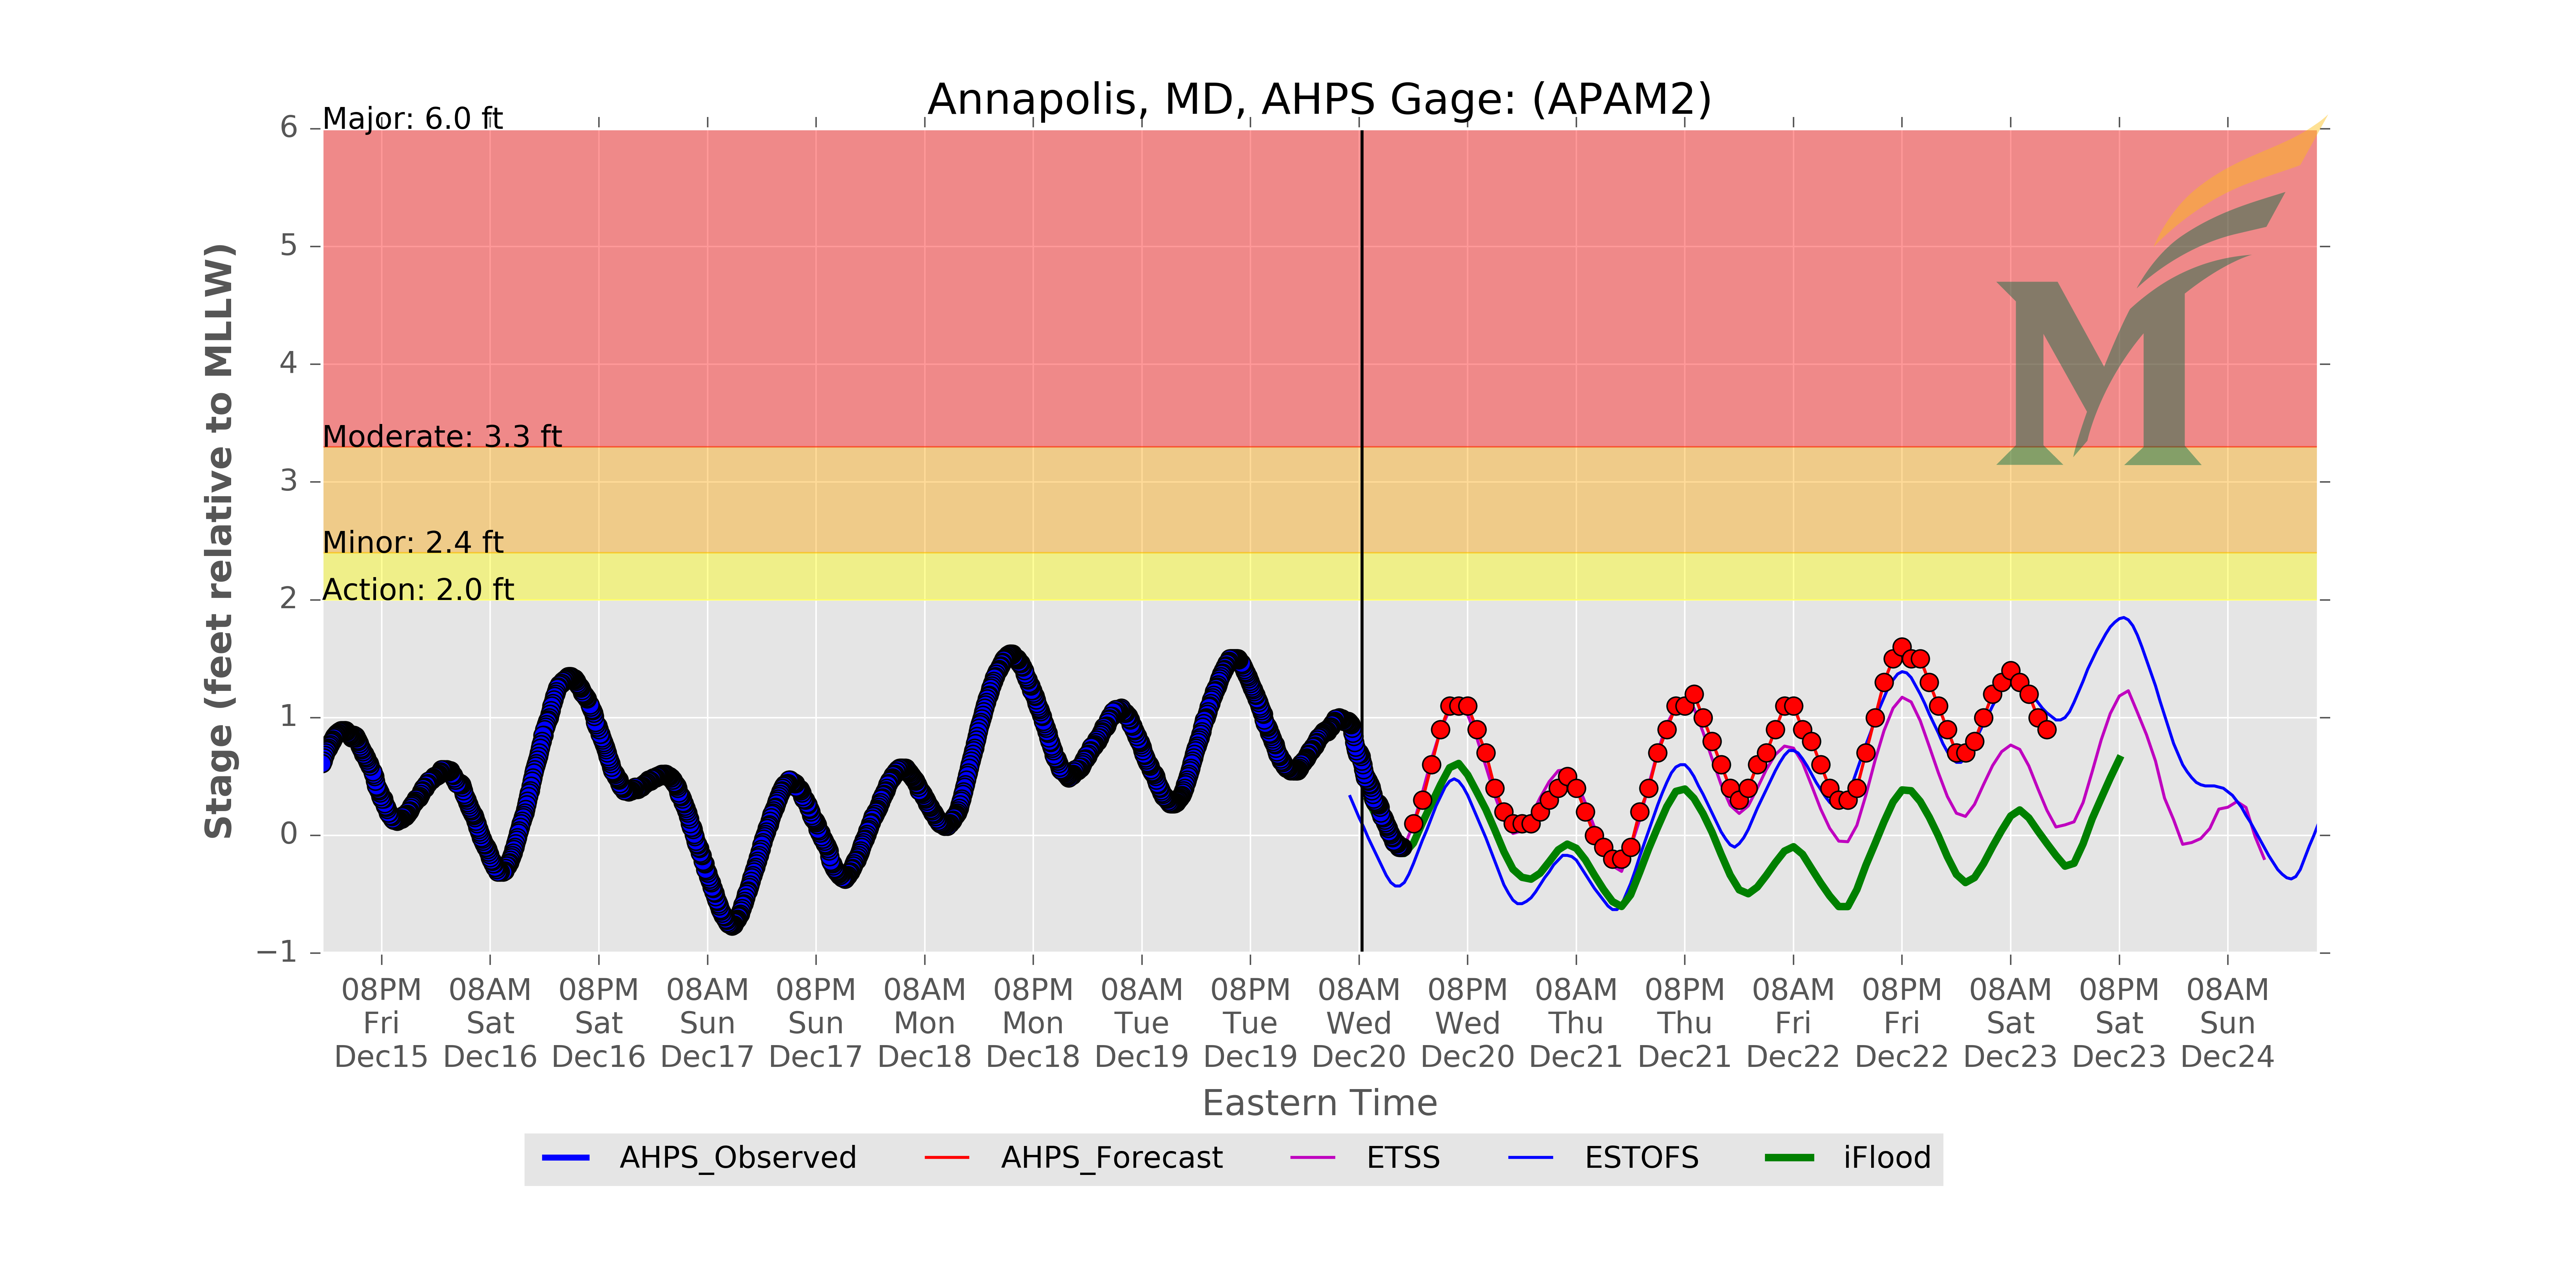 Annapolis, MD, AHPS Gage: (APAM2)
Major: 6.0 ft
Moderate: 3.3 ft
Minor: 2.4 ft
Action: 2.0 ft
6
5
4
3
2
1
0
−1
Stage (feet relative to MLLW)
M
08PM 08AM 08PM 08AM 08PM 08AM 08PM 08AM 08PM 08AM 08PM 08AM 08PM 08AM 08PM 08AM 08PM 08AM
Fri Sat Sat Sun Sun Mon Mon Tue Tue Wed Wed Thu Thu Fri Fri Sat Sat Sun
Dec15 Dec16 Dec16 Dec17 Dec17 Dec18 Dec18 Dec19 Dec19 Dec20 Dec20 Dec21 Dec21 Dec22 Dec22 Dec23 Dec23 Dec24
Eastern Time
AHPS_Observed AHPS_Forecast ETSS ESTOFS iFlood